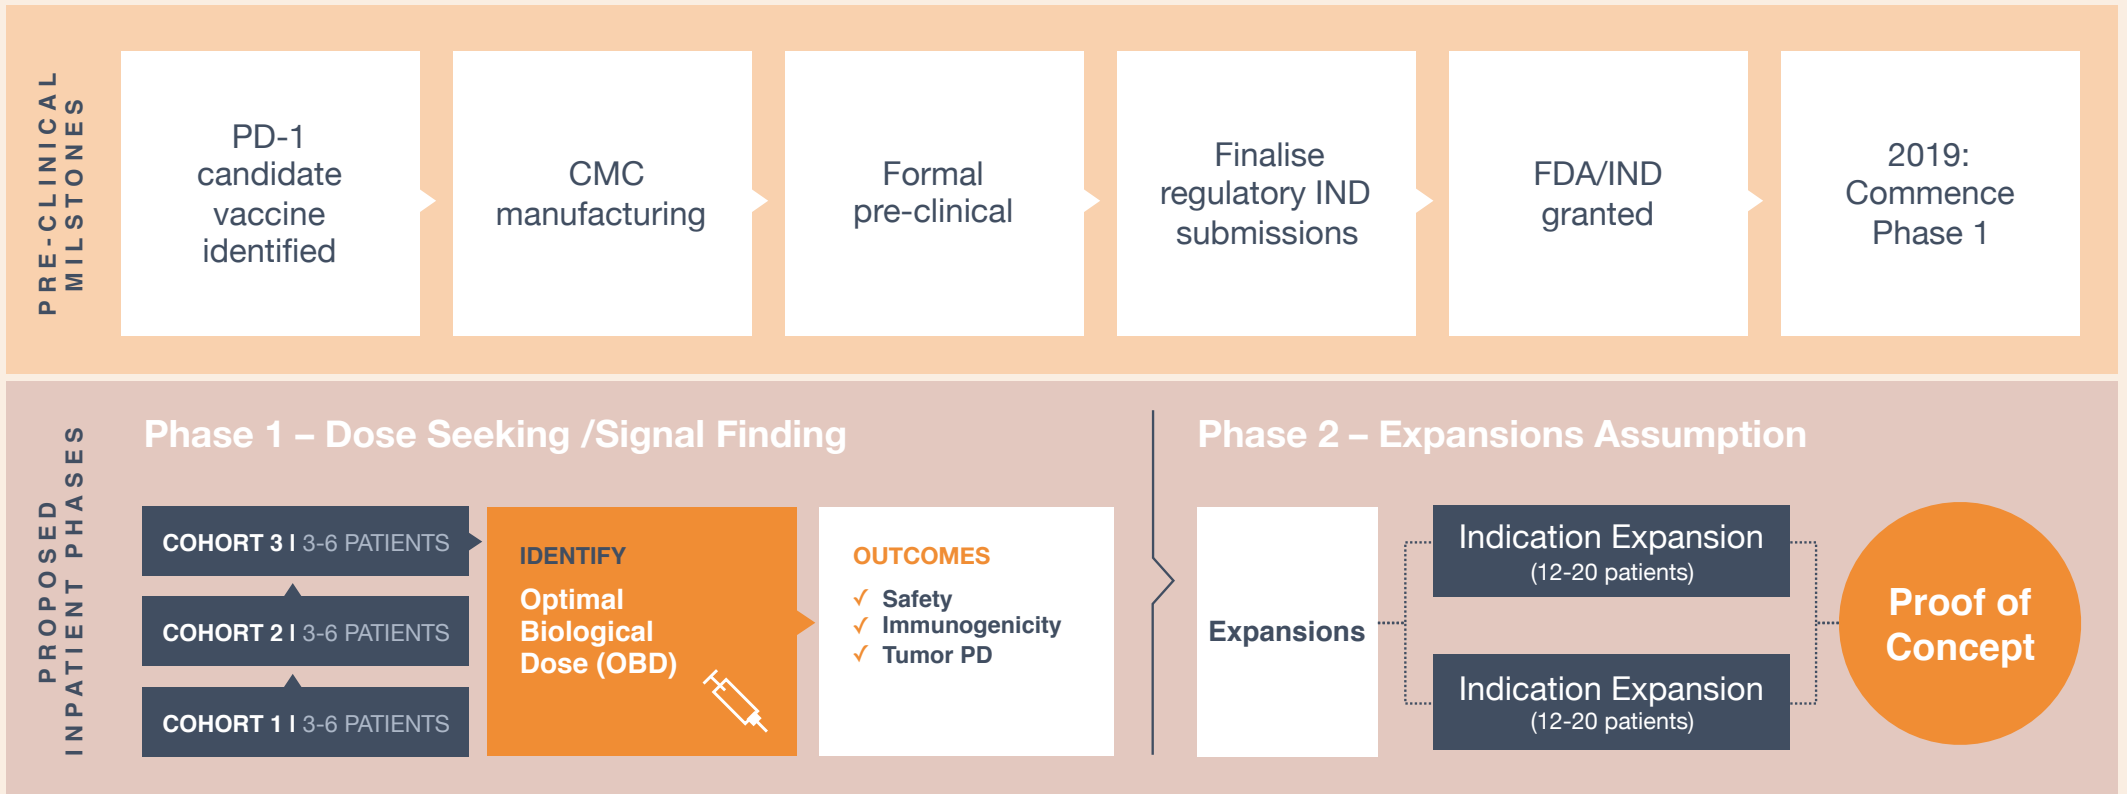 PRE-CLINICAL
MILSTONES
PD-1
candidate
vaccine
identified
CMC
manufacturing
Formal
pre-clinical
Finalise
regulatory IND
submissions
FDA/IND
granted
2019:
Commence
Phase 1
PROPOSED
INPATIENT PHASES
Phase 1 – Dose Seeking /Signal Finding
COHORT 3 | 3-6 PATIENTS
COHORT 2 | 3-6 PATIENTS
COHORT 1 | 3-6 PATIENTS
IDENTIFY
Optimal
Biological
Dose (OBD)
OUTCOMES
✓ Safety
✓ Immunogenicity
✓ Tumor PD
Phase 2 – Expansions Assumption
Expansions
Indication Expansion
(12-20 patients)
Indication Expansion
(12-20 patients)
Proof of
Concept